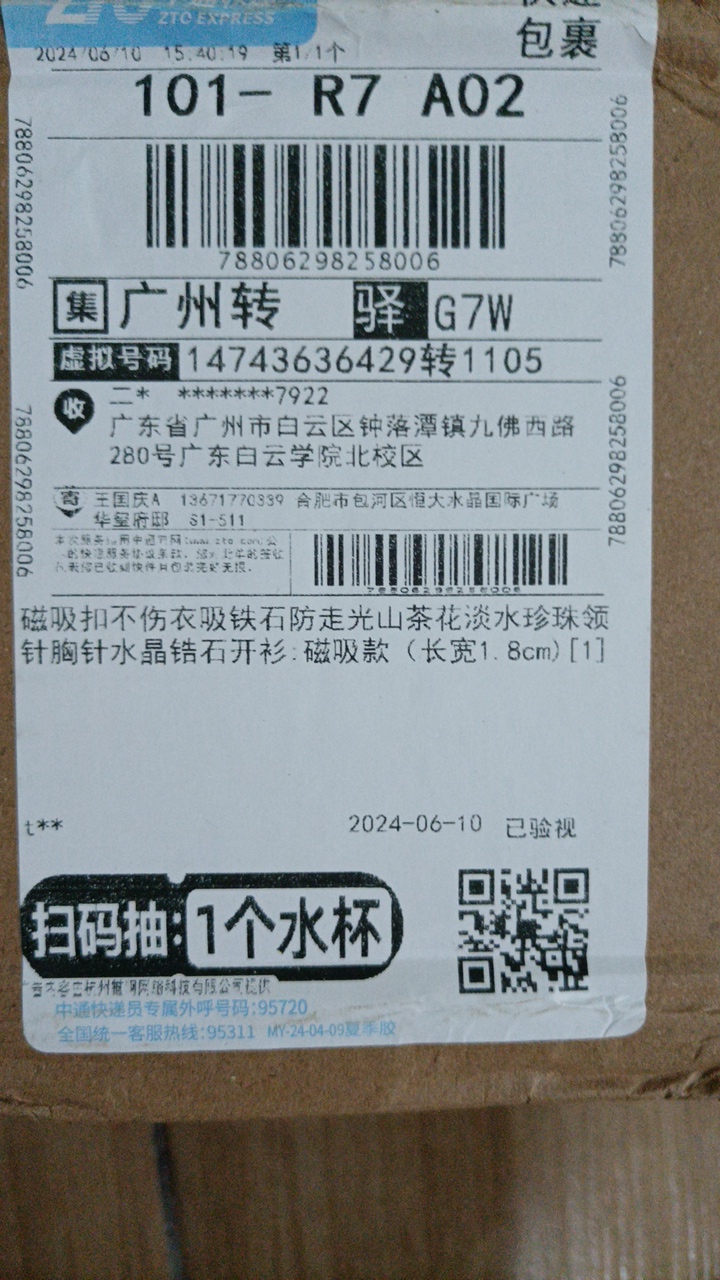 ZTO EXPRESS
包裹
2024/06/10 15:40:19 第1/1个
101- R7 A02
78806298258006
78806298258006
78806298258006
集 广州转 驿 G7W
虚拟号码 14743636429转1105
收 二* *******7922
广东省广州市白云区钟落潭镇九佛西路
280号广东白云学院北校区
78806298258006
78806298258006
寄 王国庆A 13671770339 合肥市包河区恒大水晶国际广场
华玺府邸 S1-511
78806298258006
磁吸扣不伤衣吸铁石防走光山茶花淡水珍珠领
针胸针水晶锆石开衫:磁吸款（长宽1.8cm)[1]
t**
2024-06-10 已验视
扫码抽:1个水杯
中通快递员专属外呼号码:95720
全国统一客服热线:95311 MY-24-04-09夏季胶